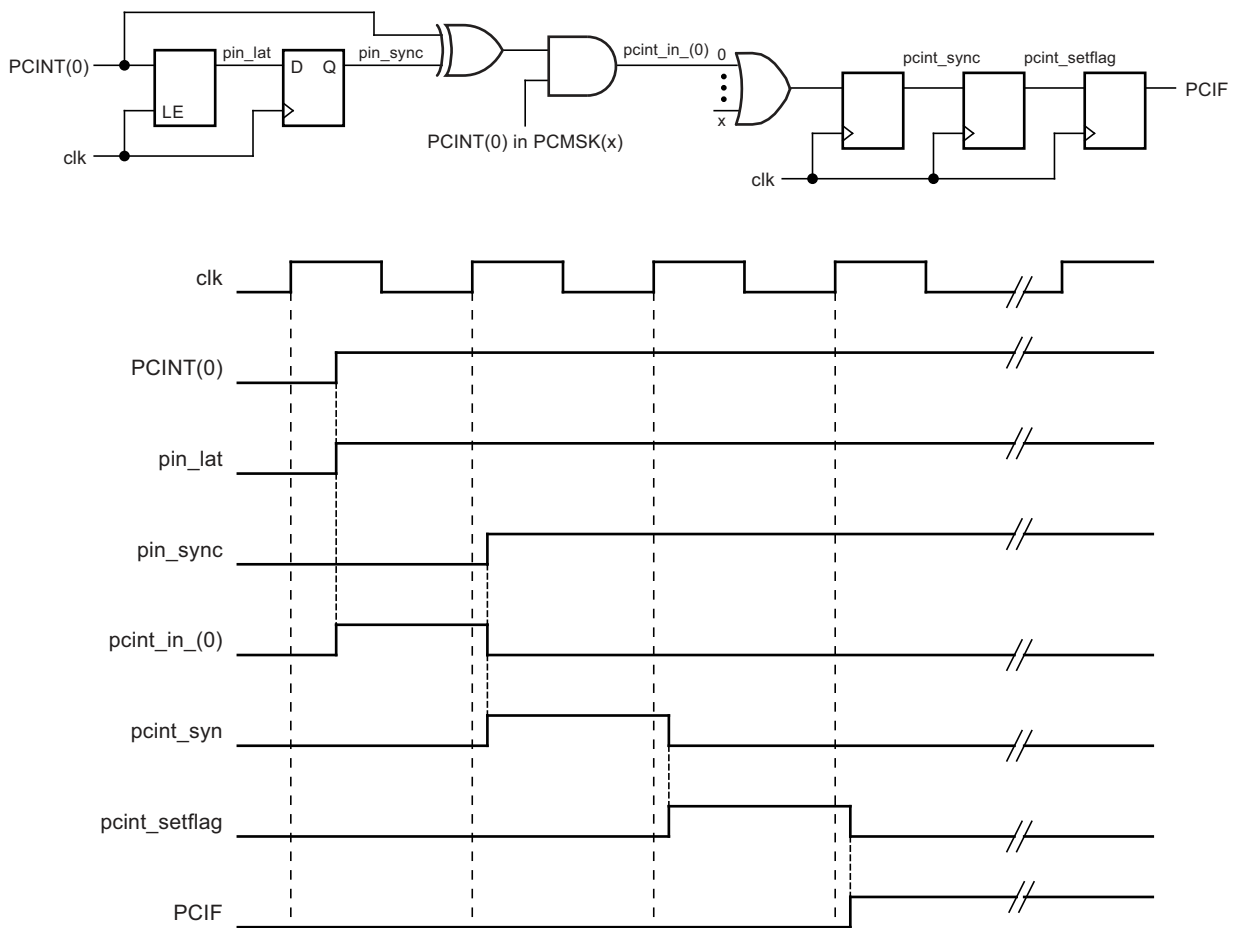 PCINT(0)
pin_lat
LE
D Q
pin_sync
clk
pcint_in_(0)
0
x
PCINT(0) in PCMSK(x)
pcint_sync
pcint_setflag
PCIF
clk
clk
PCINT(0)
pin_lat
pin_sync
pcint_in_(0)
pcint_syn
pcint_setflag
PCIF